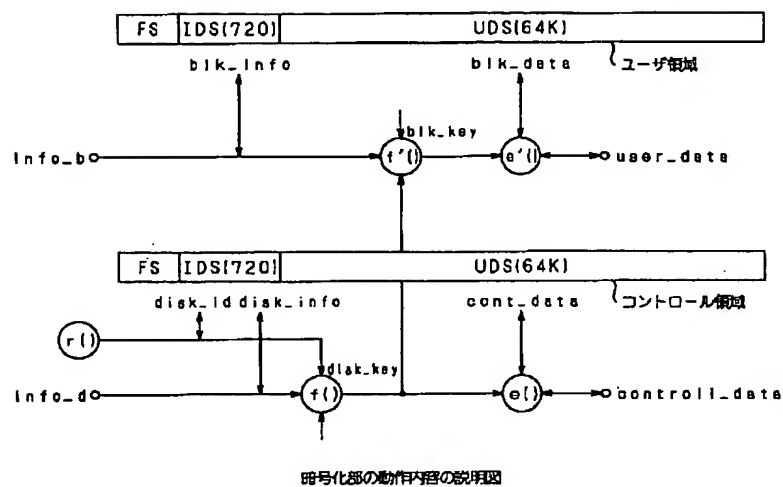 FS IDS(720) UDS(64K)
blk_info blk_data ユーザ領域
blk_key
info_b f'() e'() user_data
FS IDS(720) UDS(64K)
disk_id disk_info cont_data コントロール領域
r()
disk_key
info_d f() e() controll_data
暗号化部の動作内容の説明図